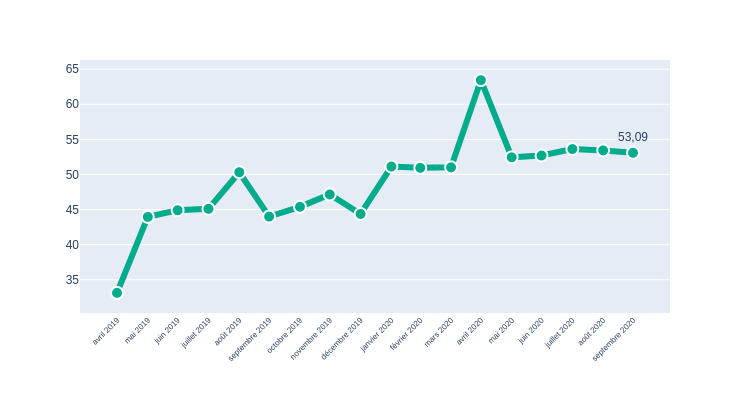 65
60
55
50
45
40
35
53,09
avril 2019
mai 2019
juin 2019
juillet 2019
août 2019
septembre 2019
octobre 2019
novembre 2019
décembre 2019
janvier 2020
février 2020
mars 2020
avril 2020
mai 2020
juin 2020
juillet 2020
août 2020
septembre 2020